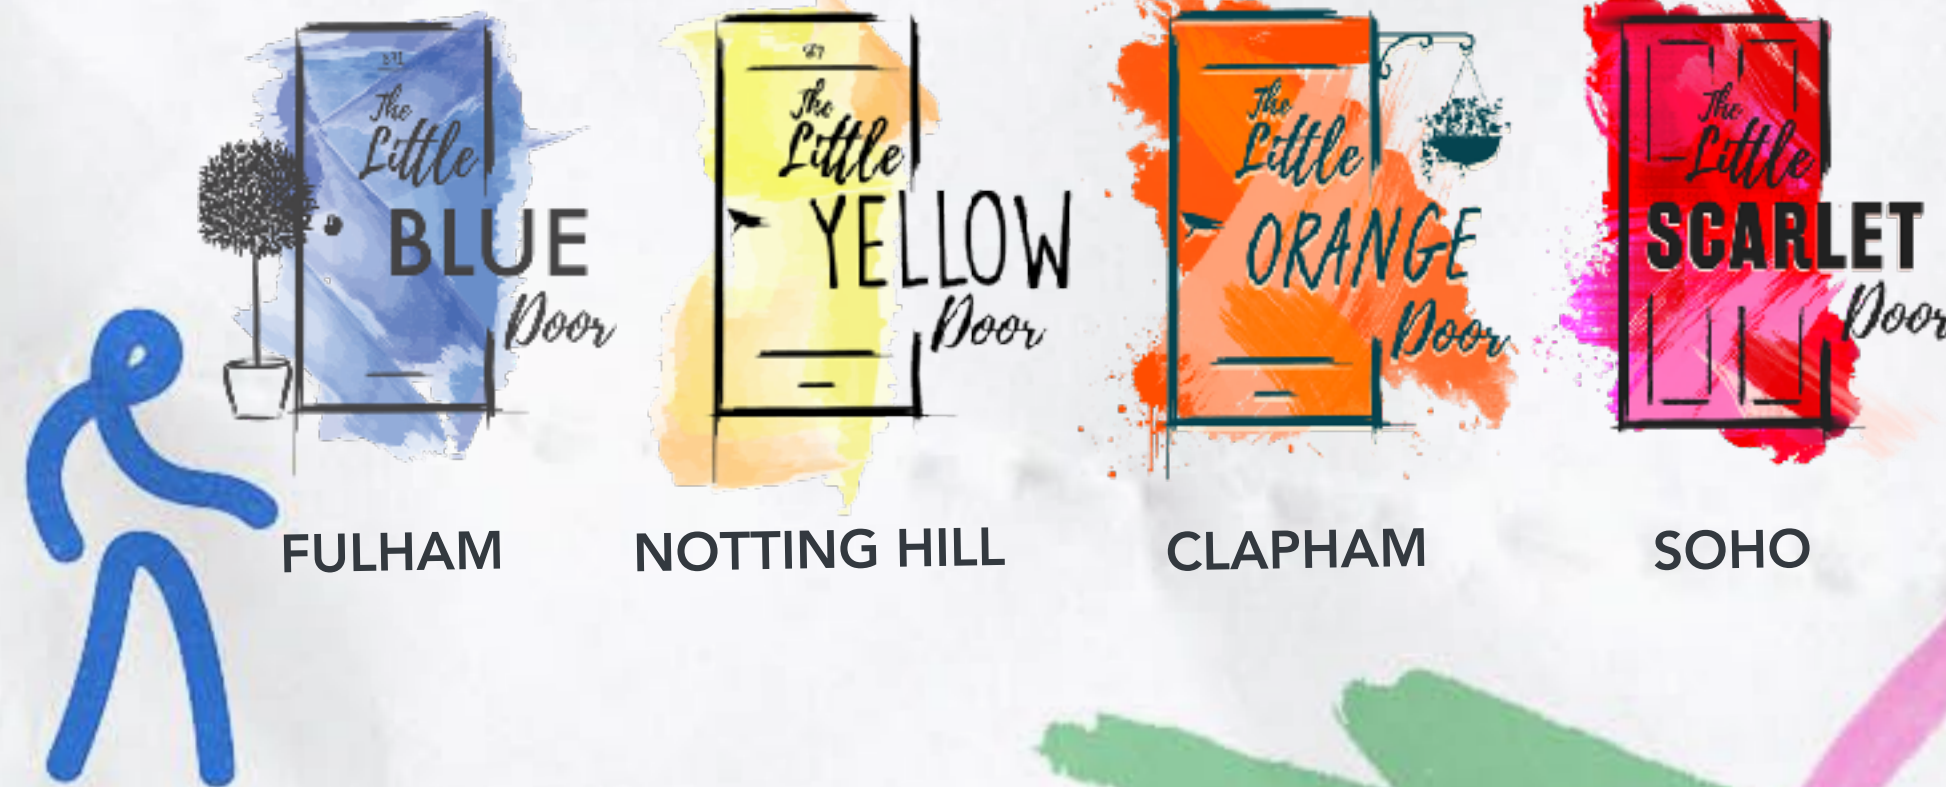 The
Little
BLUE
Door
FULHAM
The
Little
YELLOW
Door
NOTTING HILL
The
Little
ORANGE
Door
CLAPHAM
The
Little
SCARLET
Door
SOHO